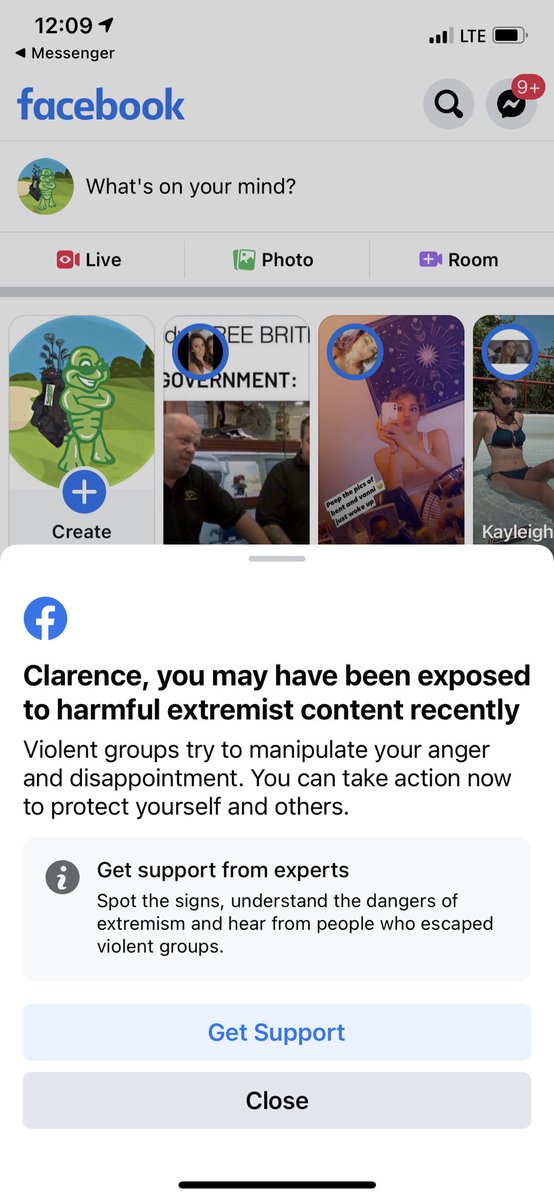 12:09
LTE
Messenger
facebook
9+
What's on your mind?
Live
Photo
Room
REE BRIT
GOVERNMENT:
Peep the pics of
bent and vanni
just woke up
Create
Kayleigh
Clarence, you may have been exposed
to harmful extremist content recently
Violent groups try to manipulate your anger
and disappointment. You can take action now
to protect yourself and others.
Get support from experts
Spot the signs, understand the dangers of
extremism and hear from people who escaped
violent groups.
Get Support
Close